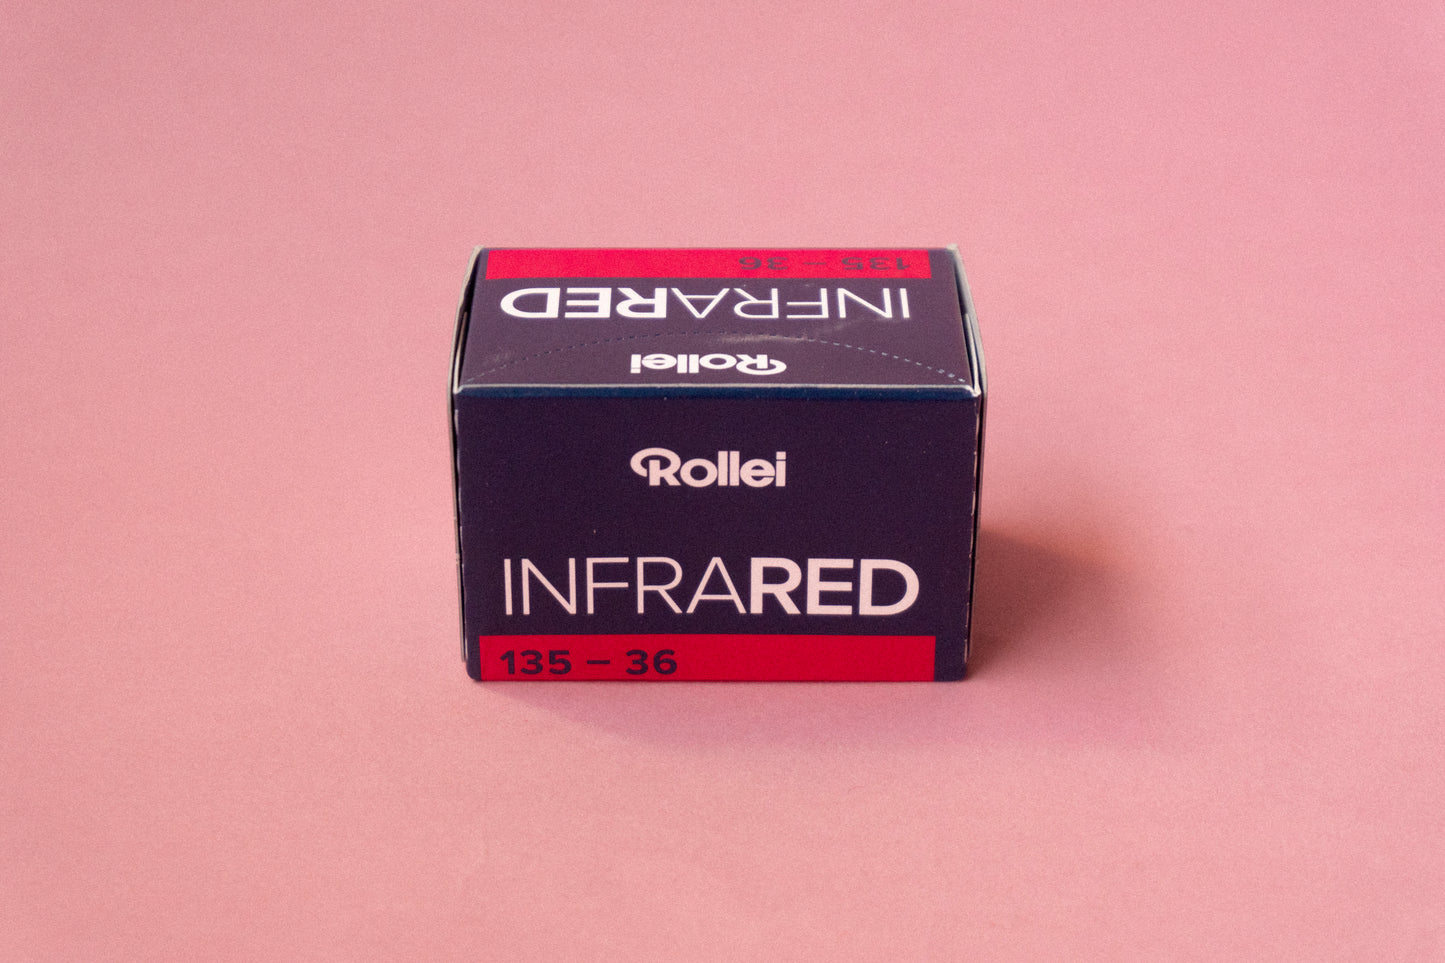 135 – 36
INFRARED
Rollei
Rollei
INFRARED
135 – 36